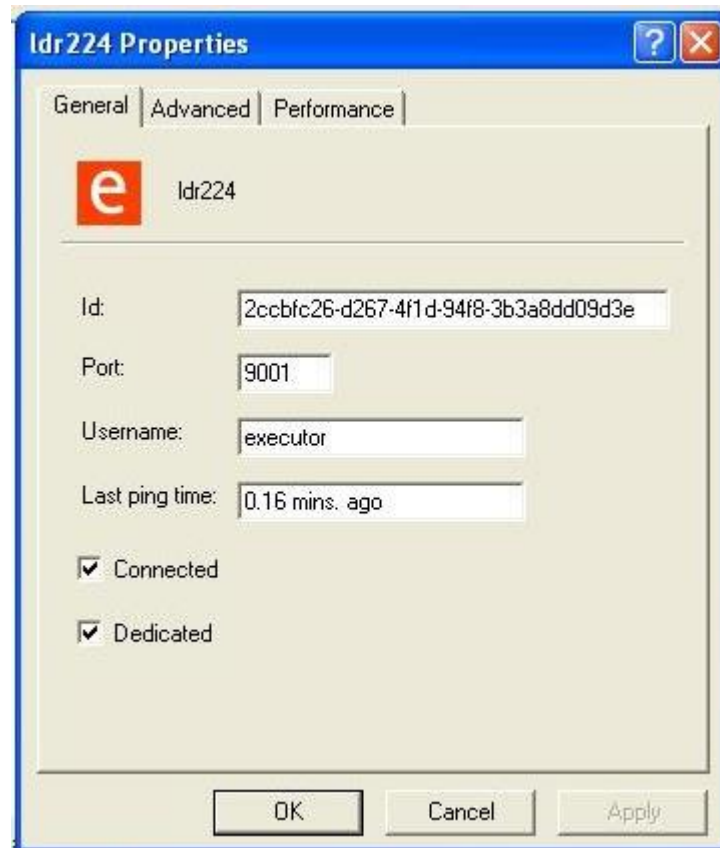 ldr224 Properties
General Advanced Performance
e
ldr224
Id: 2ccbfc26-d267-4f1d-94f8-3b3a8dd09d3e
Port: 9001
Username: executor
Last ping time: 0.16 mins. ago
Connected
Dedicated
OK Cancel Apply